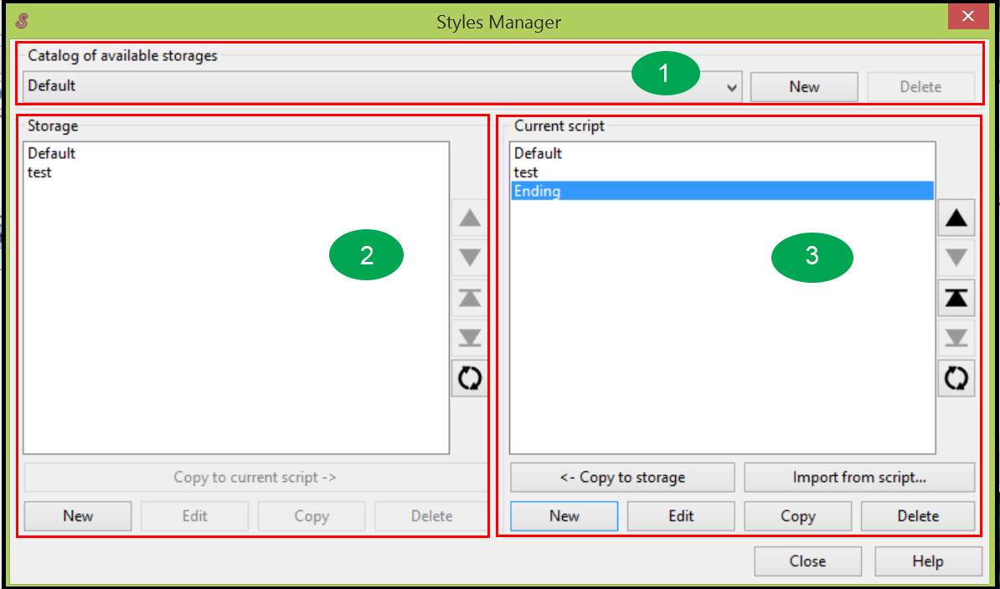 Styles Manager
Catalog of available storages
1
Default
New
Delete
Storage
Default
test
2
Copy to current script ->
New
Edit
Copy
Delete
Current script
Default
test
Ending
3
<- Copy to storage
Import from script...
New
Edit
Copy
Delete
Close
Help